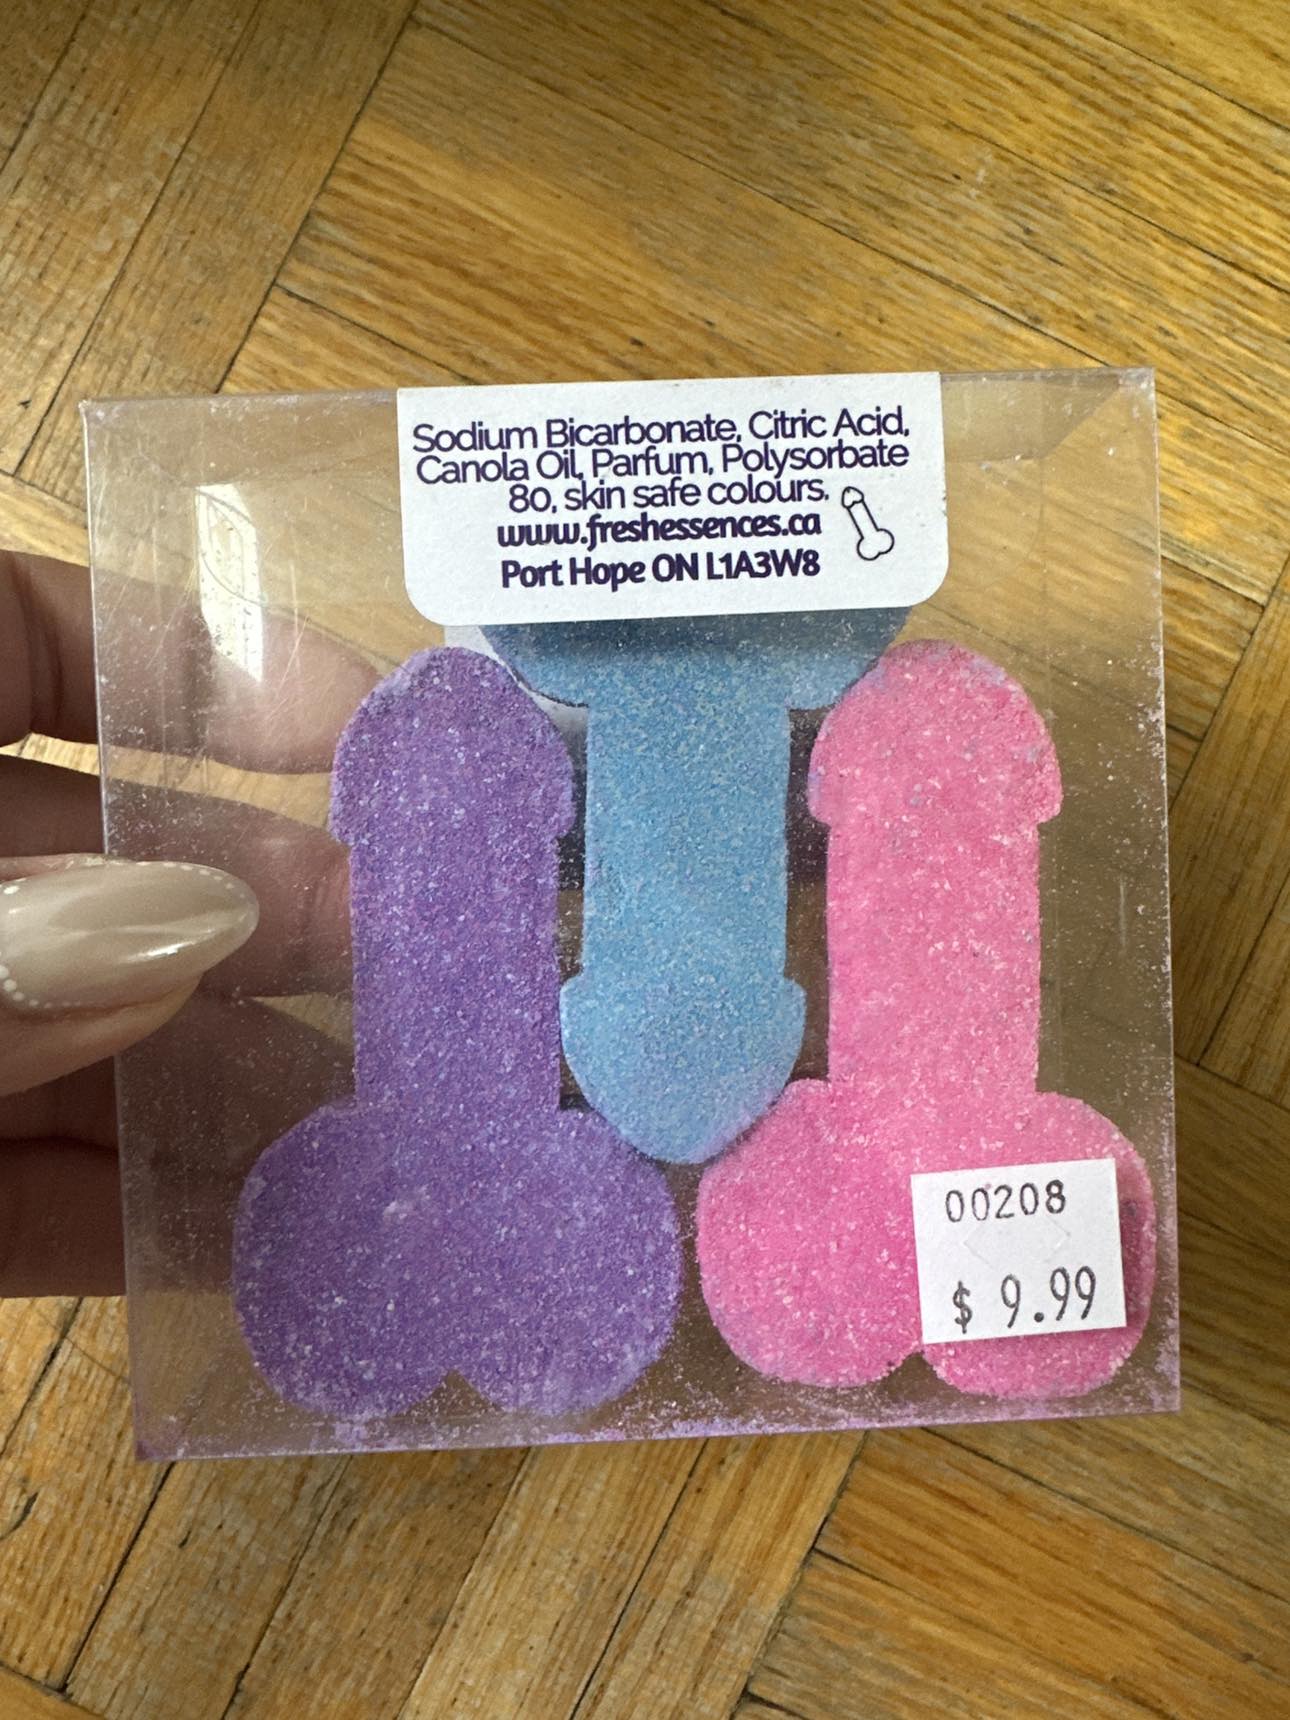 Sodium Bicarbonate, Citric Acid,
Canola Oil, Parfum, Polysorbate
80, skin safe colours.
www.freshessences.ca
Port Hope ON L1A3W8
00208
$ 9.99